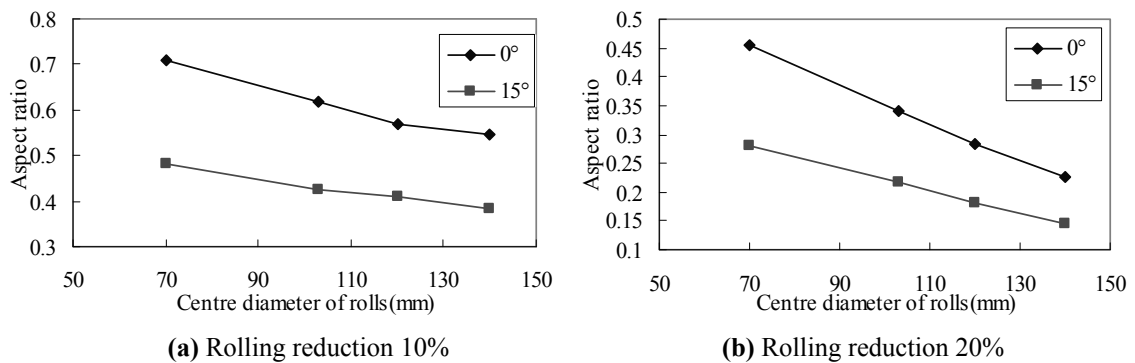 0.8
0.7
0.6
0.5
0.4
0.3
Aspect ratio
50 70 90 110 130 150
Centre diameter of rolls(mm)
0°
15°
(a) Rolling reduction 10%
0.5
0.45
0.4
0.35
0.3
0.25
0.2
0.15
0.1
Aspect ratio
50 70 90 110 130 150
Centre diameter of rolls(mm)
0°
15°
(b) Rolling reduction 20%